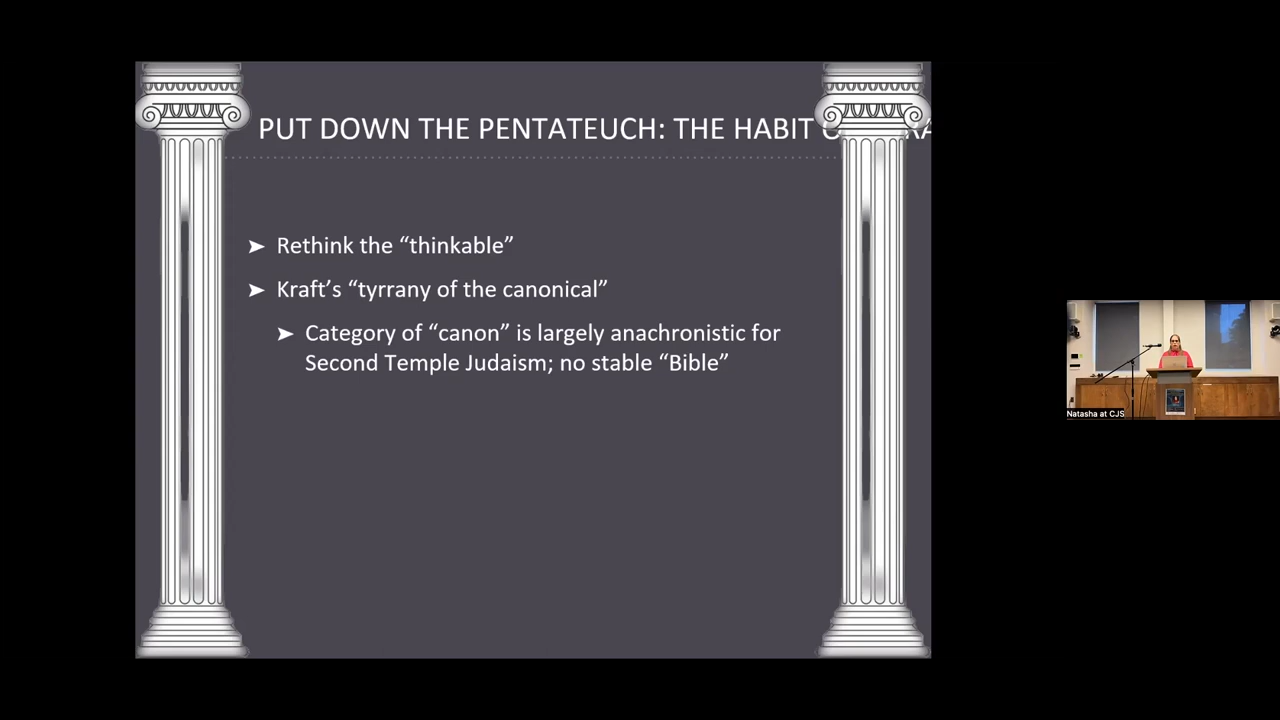 PUT DOWN THE PENTATEUCH: THE HABIT
➤ Rethink the “thinkable”
➤ Kraft’s “tyrrany of the canonical”
➤ Category of “canon” is largely anachronistic for
Second Temple Judaism; no stable “Bible”
Natasha at CJS